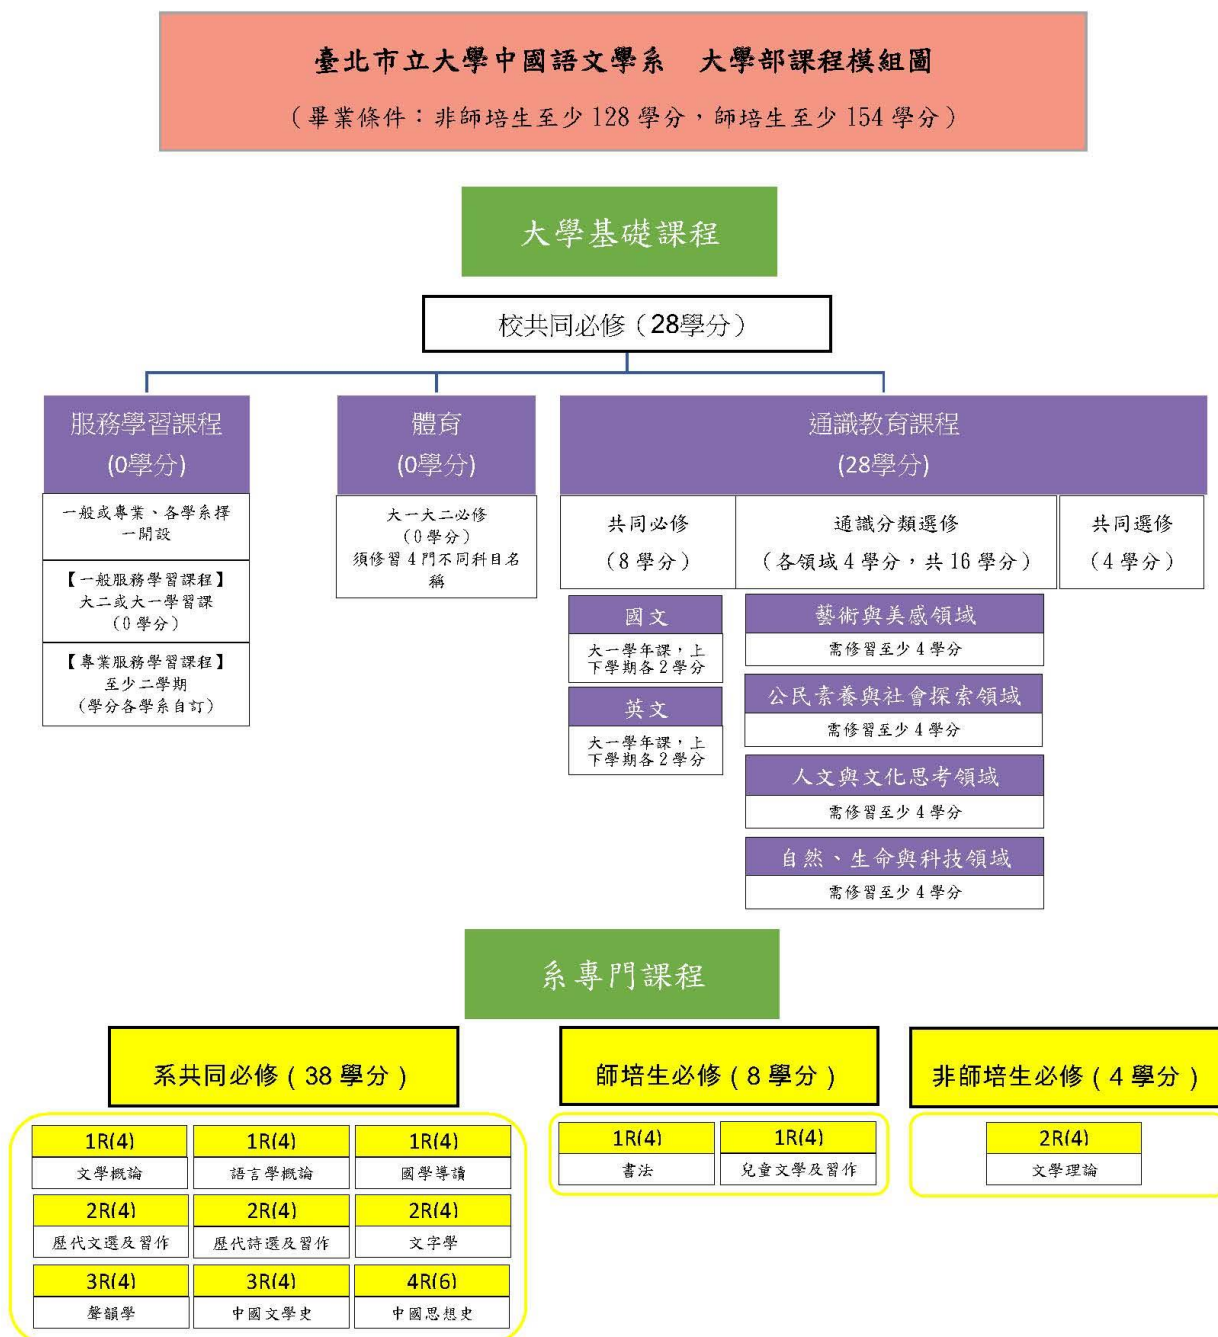 臺北市立大學中國語文學系　大學部課程模組圖
（畢業條件：非師培生至少 128 學分，師培生至少 154 學分）
大學基礎課程
校共同必修（28學分）
服務學習課程
(0學分)
一般或專業、各學系擇
一開設
【一般服務學習課程】
大二或大一學習課
(0 學分)
【專業服務學習課程】
至少二學期
(學分各學系自訂)
體育
(0學分)
大一大二必修
(0 學分)
須修習 4 門不同科目名
稱
通識教育課程
(28學分)
共同必修
（8 學分）
國文
大一學年課，上
下學期各 2 學分
英文
大一學年課，上
下學期各 2 學分
通識分類選修
（各領域 4 學分，共 16 學分）
藝術與美感領域
需修習至少 4 學分
公民素養與社會探索領域
需修習至少 4 學分
人文與文化思考領域
需修習至少 4 學分
自然、生命與科技領域
需修習至少 4 學分
共同選修
（4 學分）
系專門課程
系共同必修（38 學分）
1R(4)
文學概論
1R(4)
語言學概論
1R(4)
國學導讀
2R(4)
歷代文選及習作
2R(4)
歷代詩選及習作
2R(4)
文字學
3R(4)
聲韻學
3R(4)
中國文學史
4R(6)
中國思想史
師培生必修（8 學分）
1R(4)
書法
1R(4)
兒童文學及習作
非師培生必修（4 學分）
2R(4)
文學理論